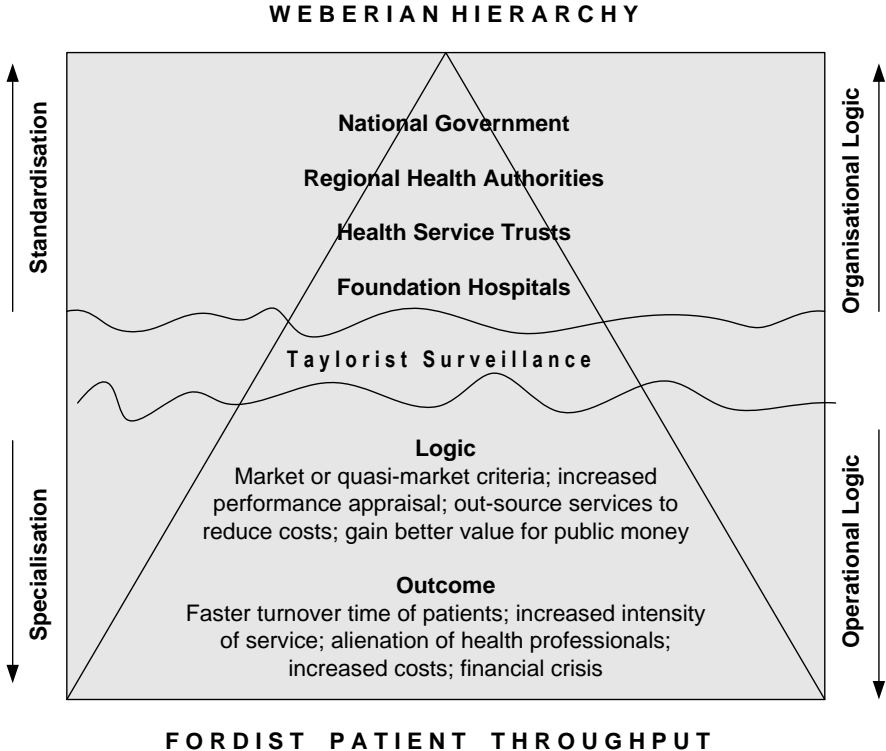 WEBERIAN HIERARCHY
Standardisation
Organisational Logic
National Government
Regional Health Authorities
Health Service Trusts
Foundation Hospitals
Taylorist Surveillance
Specialisation
Operational Logic
Logic
Market or quasi-market criteria; increased
performance appraisal; out-source services to
reduce costs; gain better value for public money
Outcome
Faster turnover time of patients; increased intensity
of service; alienation of health professionals;
increased costs; financial crisis
FORDIST PATIENT THROUGHPUT